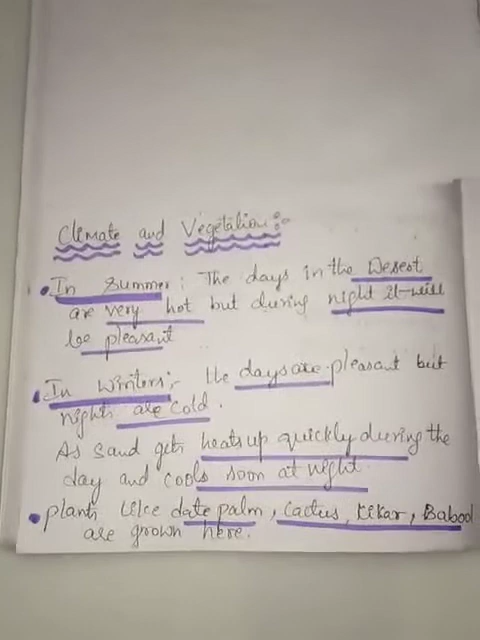 Climate and Vegetation :-
• In Summer : The days in the Desert
are very hot but during night it will
be pleasant
• In Winters :- the days are pleasant but
nights are cold .
As sand gets heats up quickly during the
day and cools soon at night.
• plants like date palm , Cactus, Kikar , Babool
are grown here.